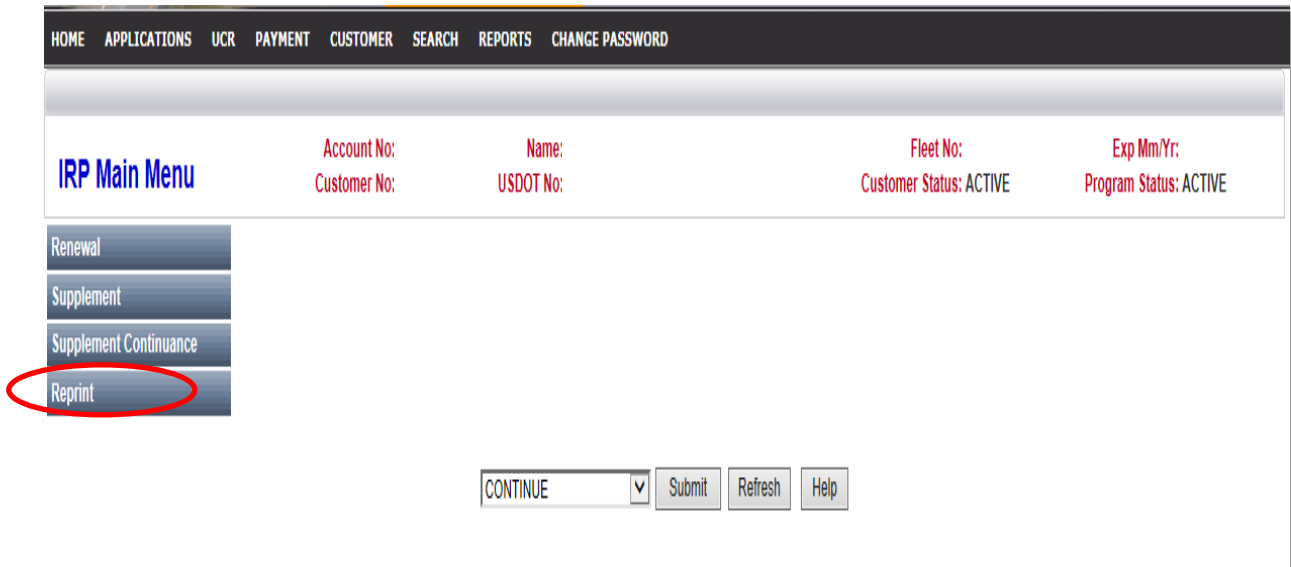 HOME APPLICATIONS UCR PAYMENT CUSTOMER SEARCH REPORTS CHANGE PASSWORD
IRP Main Menu
Account No: Name: Fleet No: Exp Mm/Yr:
Customer No: USDOT No: Customer Status: ACTIVE Program Status: ACTIVE
Renewal
Supplement
Supplement Continuance
Reprint
CONTINUE Submit Refresh Help